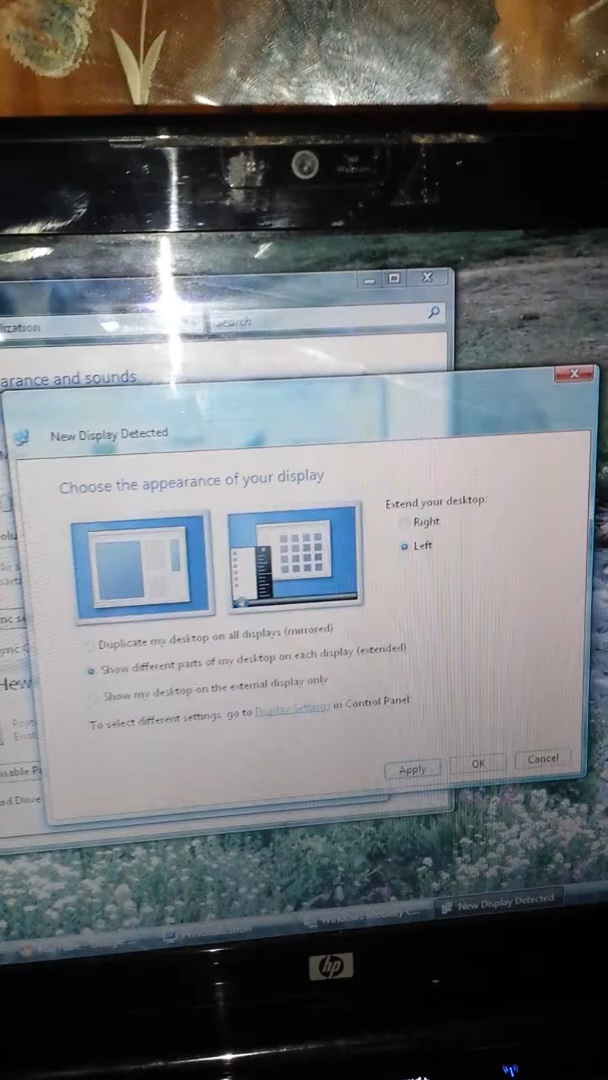 lization
Search
arance and sounds
New Display Detected
Choose the appearance of your display
Extend your desktop:
Right
Left
Duplicate my desktop on all displays (mirrored)
Show different parts of my desktop on each display (extended)
Show my desktop on the external display only
To select different settings, go to Display Settings in Control Panel
Apply
OK
Cancel
New Display Detected
hp